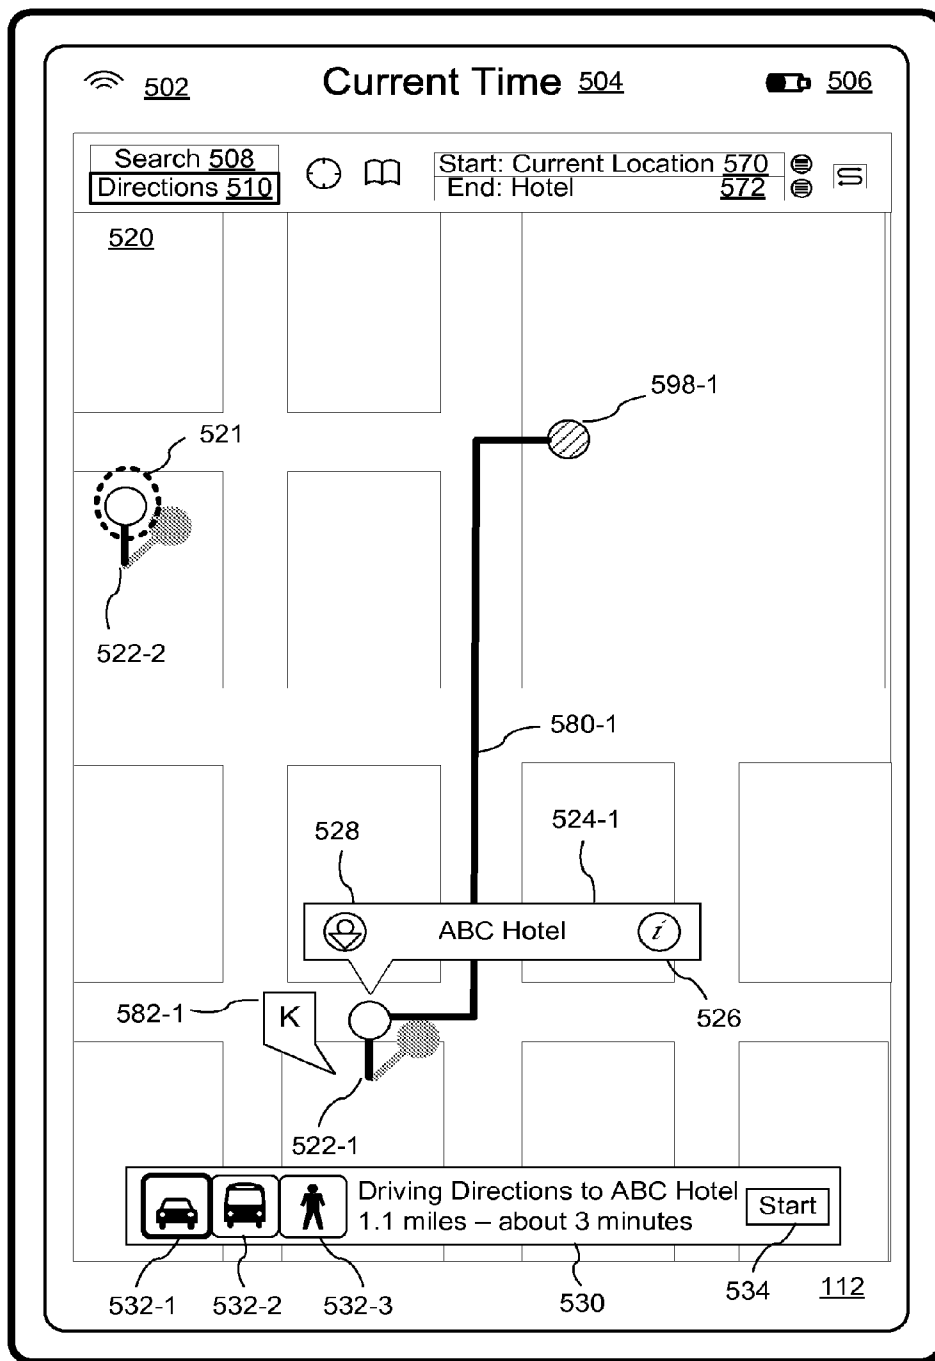 502
Current Time 504
506
Search 508
Directions 510
Start: Current Location 570
End: Hotel 572
520
598-1
521
522-2
580-1
524-1
528
ABC Hotel
i
526
582-1
K
522-1
Driving Directions to ABC Hotel
1.1 miles – about 3 minutes
Start
532-1
532-2
532-3
530
534
112